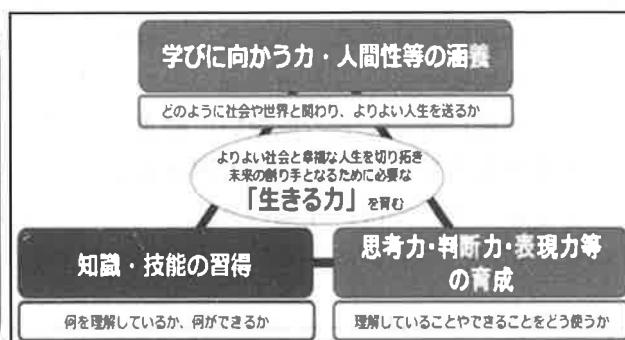 学びに向かう力・人間性等の涵養
どのように社会や世界と関わり、よりよい人生を送るか
よりよい社会と幸福な人生を切り拓き
未来の創り手となるために必要な
「生きる力」を育む
知識・技能の習得
何を理解しているか、何ができるか
思考力・判断力・表現力等
の育成
理解していることやできることをどう使うか